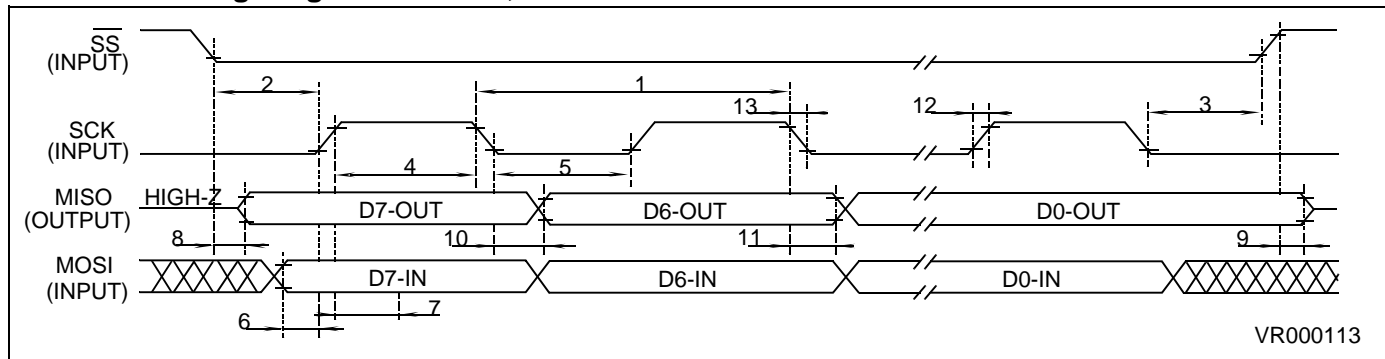 SS
(INPUT)
2
1
13
12
3
SCK
(INPUT)
4
5
MISO
(OUTPUT)
HIGH-Z
D7-OUT
D6-OUT
D0-OUT
8
10
11
9
MOSI
(INPUT)
D7-IN
D6-IN
D0-IN
6
7
VR000113